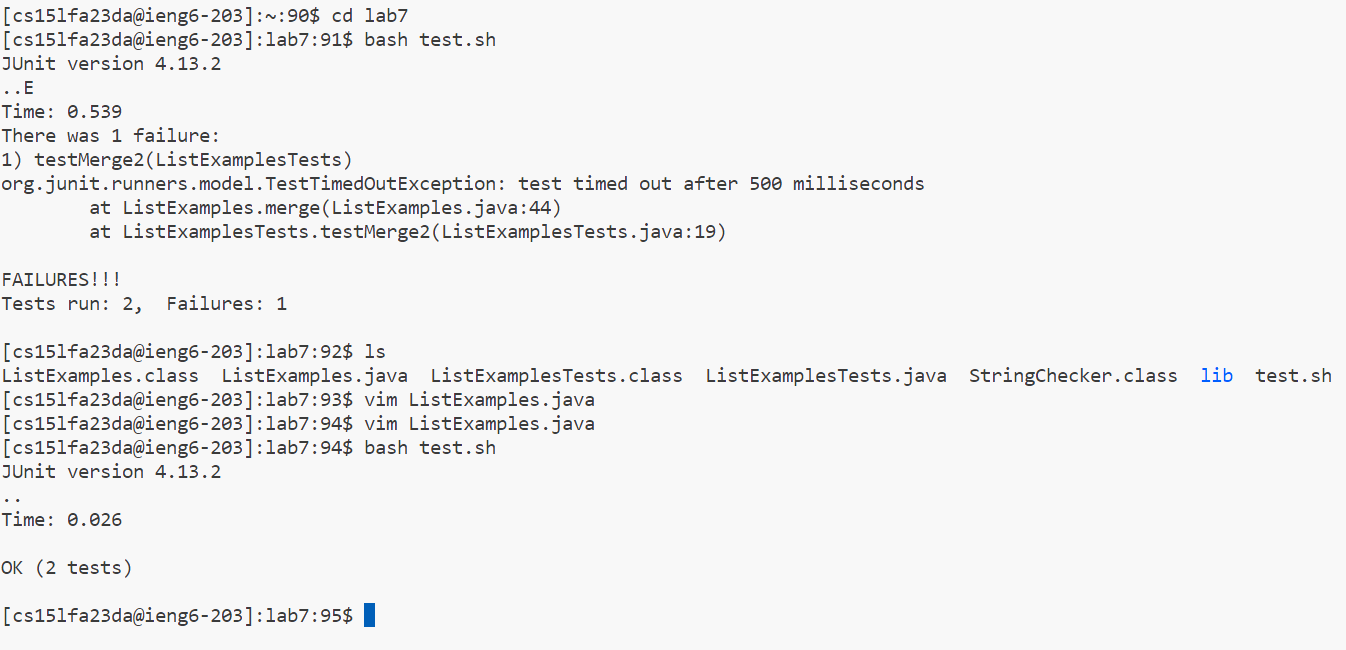 [cs15lfa23da@ieng6-203]:~:90$ cd lab7
[cs15lfa23da@ieng6-203]:lab7:91$ bash test.sh
JUnit version 4.13.2
..E
Time: 0.539
There was 1 failure:
1) testMerge2(ListExamplesTests)
org.junit.runners.model.TestTimedOutException: test timed out after 500 milliseconds
        at ListExamples.merge(ListExamples.java:44)
        at ListExamplesTests.testMerge2(ListExamplesTests.java:19)

FAILURES!!!
Tests run: 2,  Failures: 1

[cs15lfa23da@ieng6-203]:lab7:92$ ls
ListExamples.class  ListExamples.java  ListExamplesTests.class  ListExamplesTests.java  StringChecker.class  lib  test.sh
[cs15lfa23da@ieng6-203]:lab7:93$ vim ListExamples.java
[cs15lfa23da@ieng6-203]:lab7:94$ vim ListExamples.java
[cs15lfa23da@ieng6-203]:lab7:94$ bash test.sh
JUnit version 4.13.2
..
Time: 0.026

OK (2 tests)

[cs15lfa23da@ieng6-203]:lab7:95$